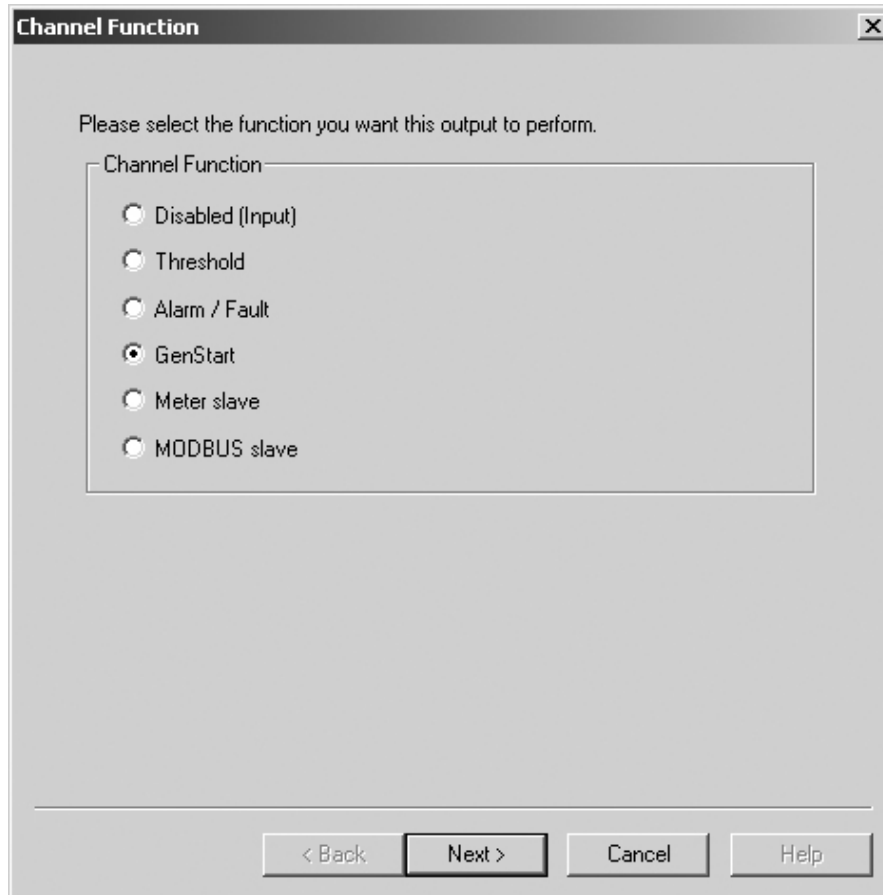 Channel Function
Please select the function you want this output to perform.
Channel Function
Disabled (Input)
Threshold
Alarm / Fault
GenStart
Meter slave
MODBUS slave
< Back
Next >
Cancel
Help